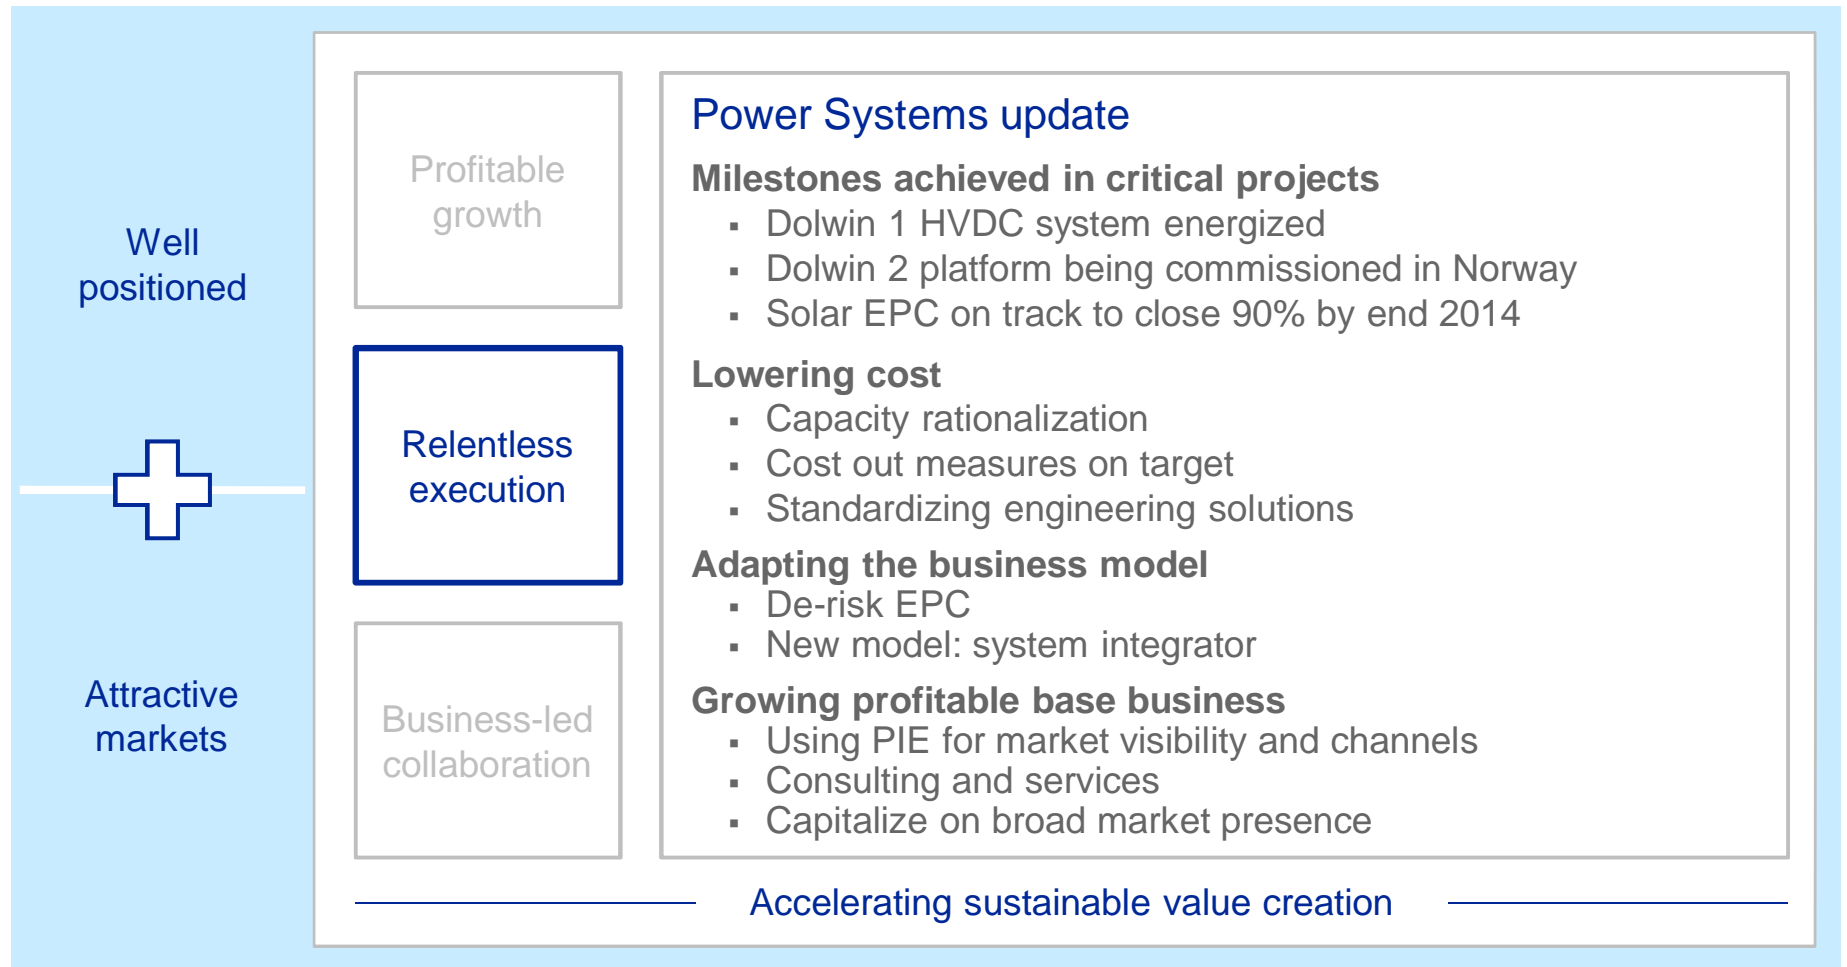 Well
positioned
Attractive
markets
Profitable
growth
Relentless
execution
Business-led
collaboration
Power Systems update
Milestones achieved in critical projects
▪ Dolwin 1 HVDC system energized
▪ Dolwin 2 platform being commissioned in Norway
▪ Solar EPC on track to close 90% by end 2014
Lowering cost
▪ Capacity rationalization
▪ Cost out measures on target
▪ Standardizing engineering solutions
Adapting the business model
▪ De-risk EPC
▪ New model: system integrator
Growing profitable base business
▪ Using PIE for market visibility and channels
▪ Consulting and services
▪ Capitalize on broad market presence
Accelerating sustainable value creation